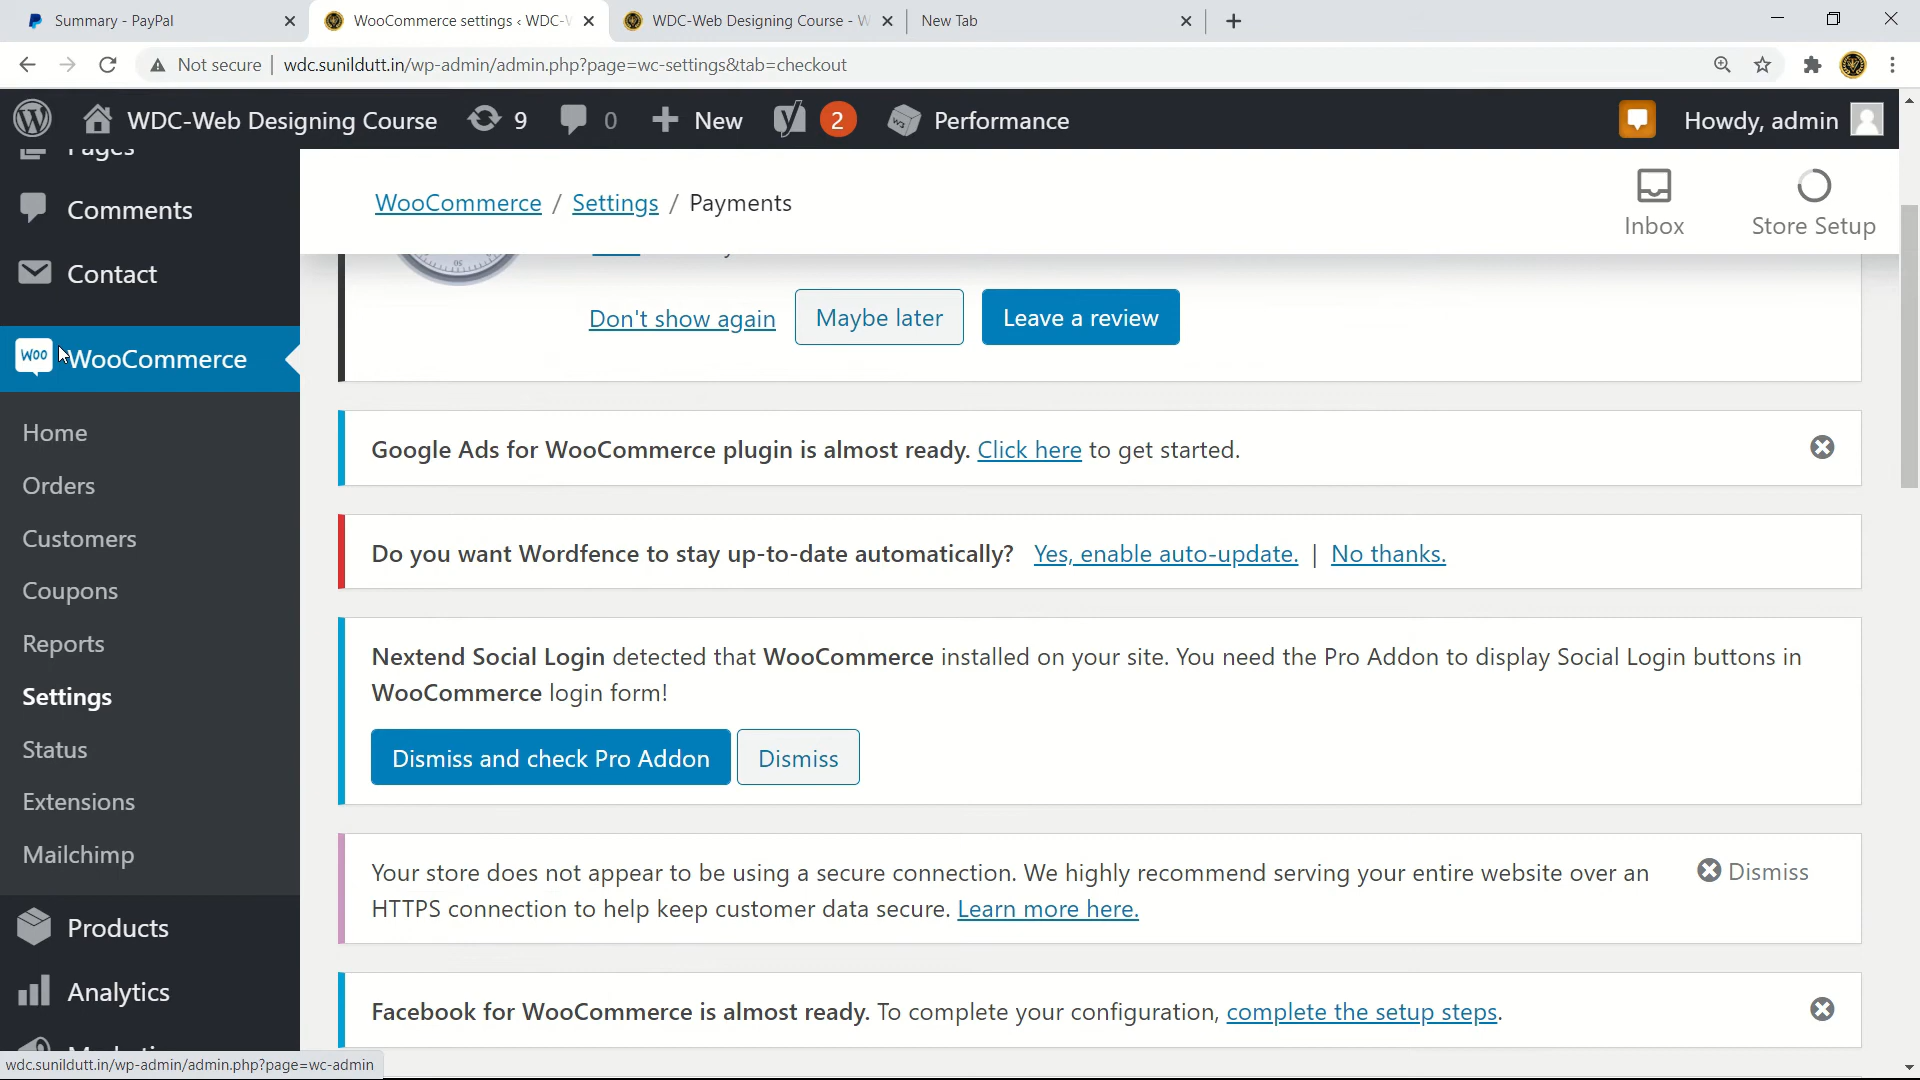 Summary - PayPal
WooCommerce settings ‹ WDC-W
WDC-Web Designing Course - W
New Tab
Not secure
wdc.sunildutt.in/wp-admin/admin.php?page=wc-settings&tab=checkout
WDC-Web Designing Course
9
0
New
2
Performance
Howdy, admin
Pages
Comments
Contact
Woo WooCommerce
Home
Orders
Customers
Coupons
Reports
Settings
Status
Extensions
Mailchimp
Products
Analytics
wdc.sunildutt.in/wp-admin/admin.php?page=wc-admin
WooCommerce / Settings / Payments
Inbox
Store Setup
Don't show again
Maybe later
Leave a review
Google Ads for WooCommerce plugin is almost ready. Click here to get started.
Do you want Wordfence to stay up-to-date automatically? Yes, enable auto-update. | No thanks.
Nextend Social Login detected that WooCommerce installed on your site. You need the Pro Addon to display Social Login buttons in
WooCommerce login form!
Dismiss and check Pro Addon
Dismiss
Your store does not appear to be using a secure connection. We highly recommend serving your entire website over an
HTTPS connection to help keep customer data secure. Learn more here.
Dismiss
Facebook for WooCommerce is almost ready. To complete your configuration, complete the setup steps.